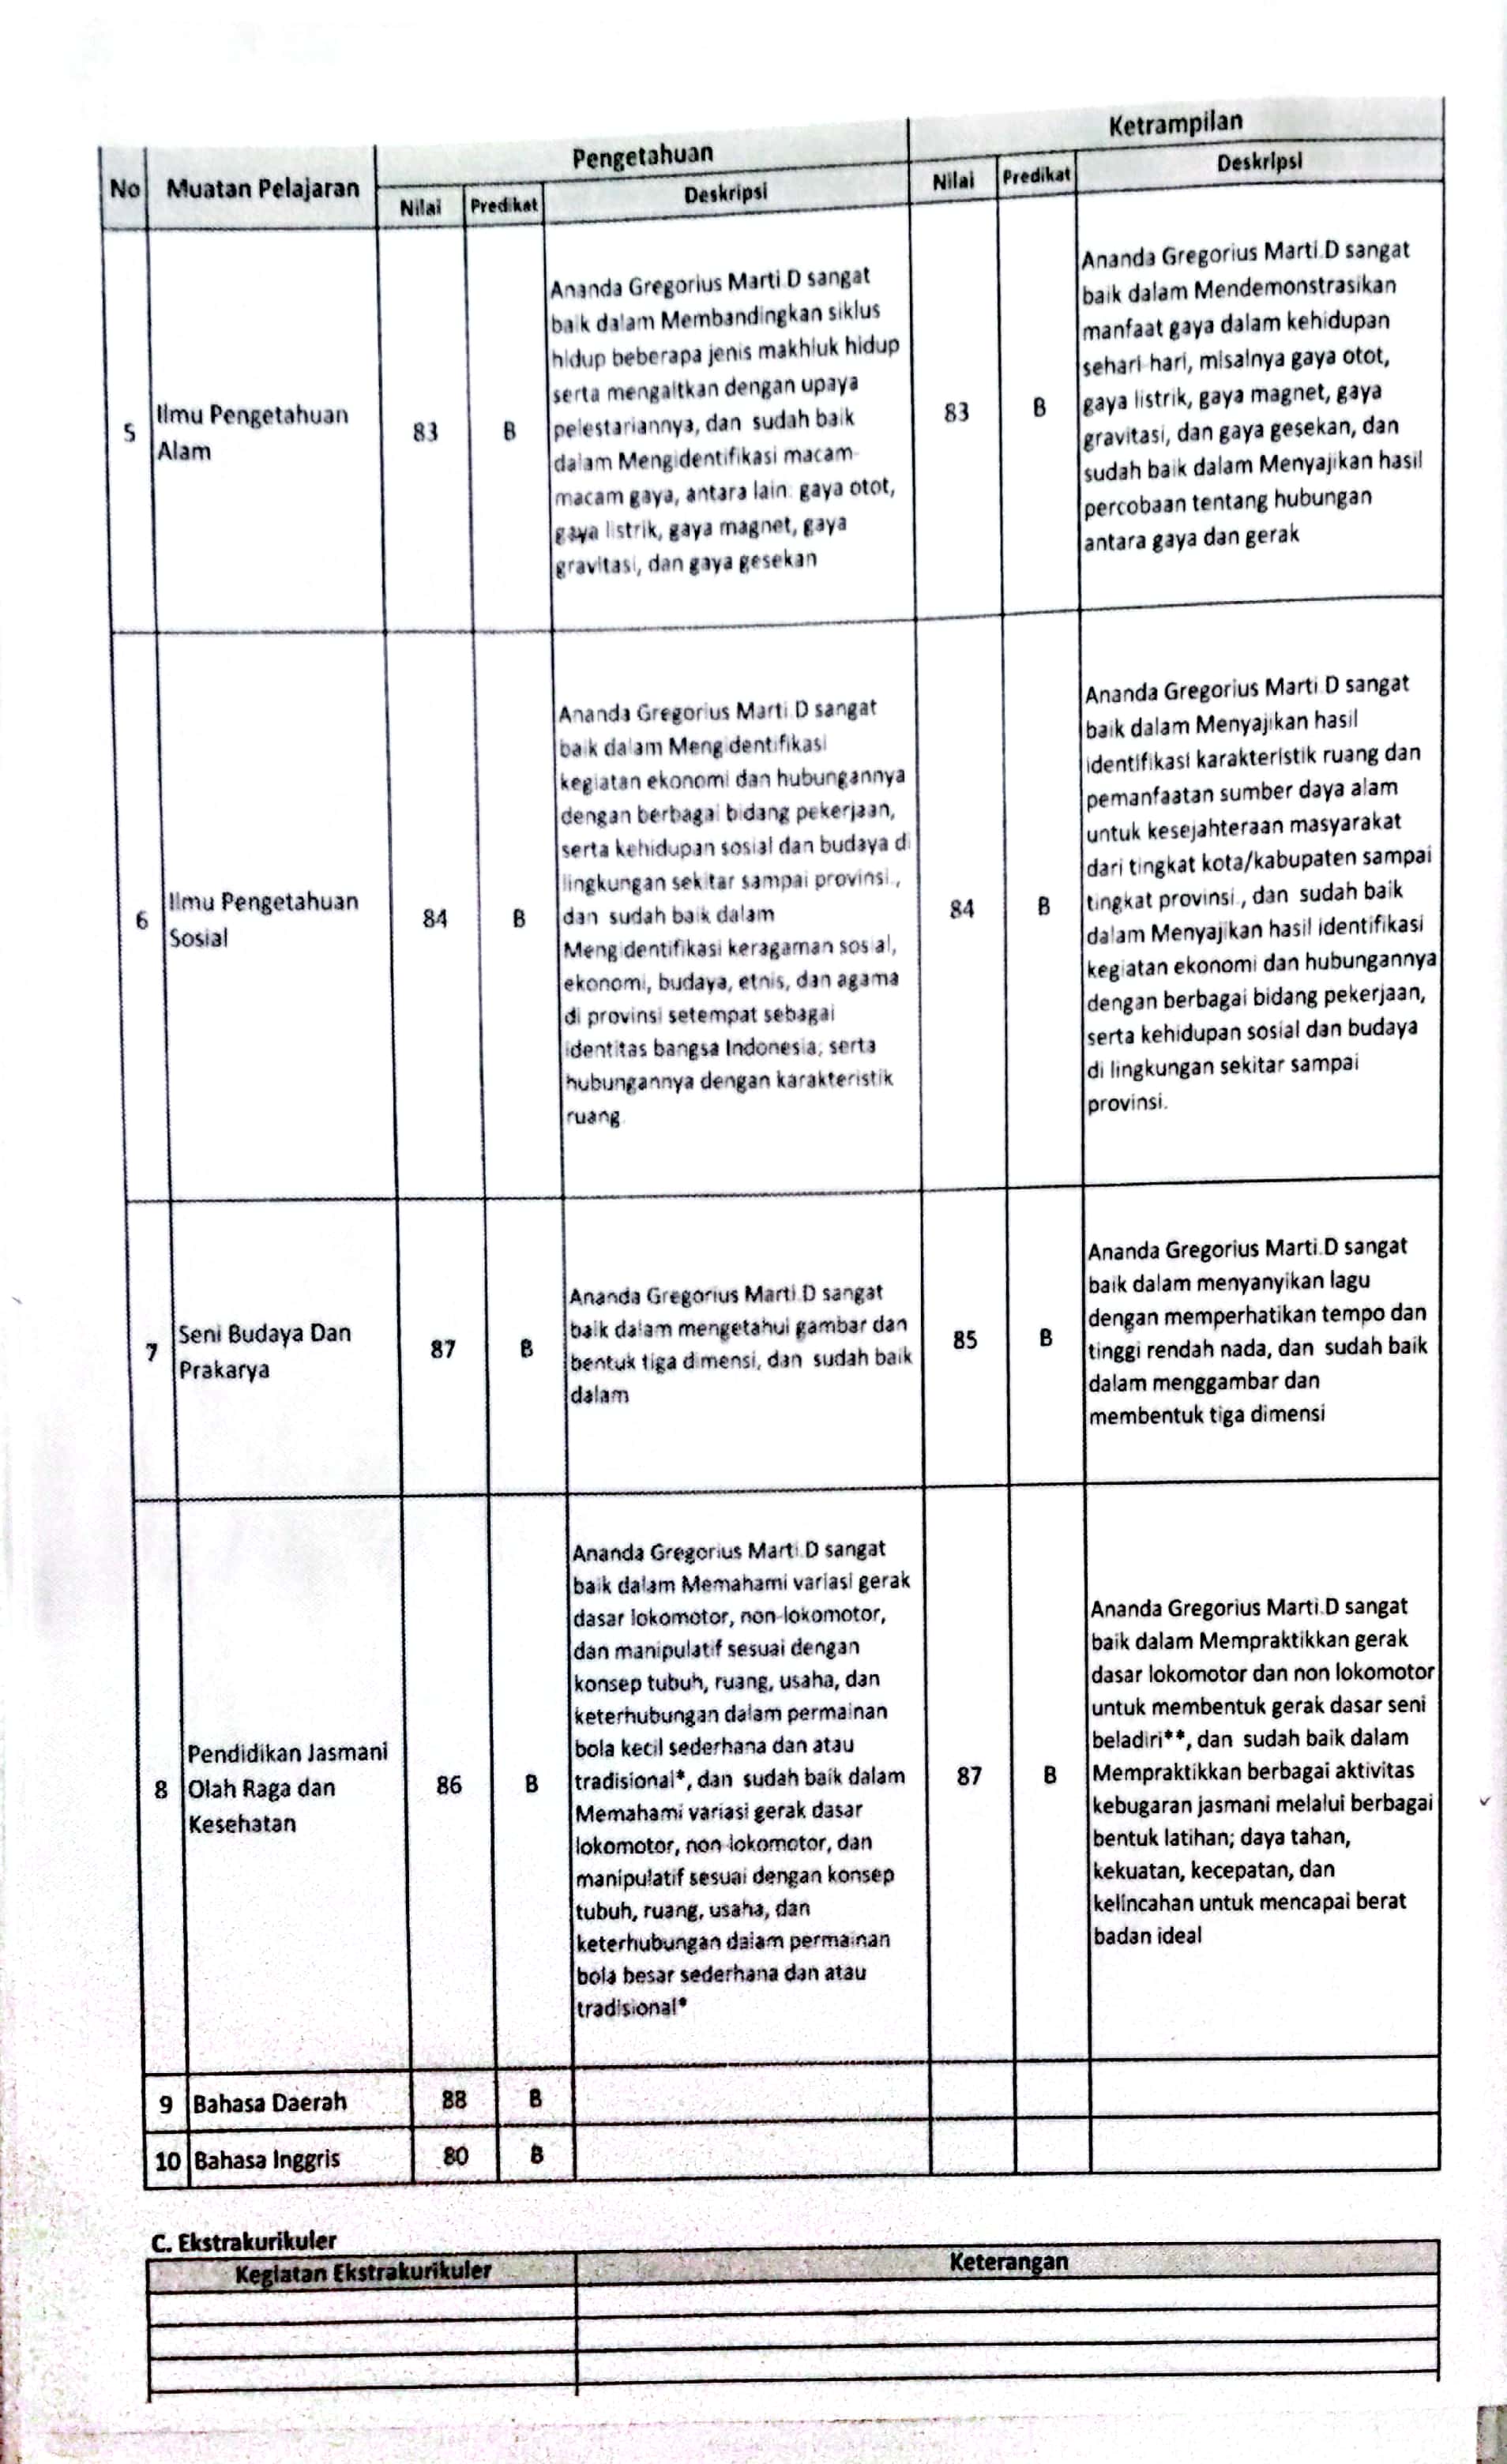 No
Muatan Pelajaran
Pengetahuan
Ketrampilan
Nilai
Predikat
Deskripsi
Nilai
Predikat
Deskripsi
5
Ilmu Pengetahuan
Alam
83
B
Ananda Gregorius Marti.D sangat
baik dalam Membandingkan siklus
hidup beberapa jenis makhluk hidup
serta mengaitkan dengan upaya
pelestariannya, dan sudah baik
dalam Mengidentifikasi macam-
macam gaya, antara lain: gaya otot,
gaya listrik, gaya magnet, gaya
gravitasi, dan gaya gesekan
83
B
Ananda Gregorius Marti.D sangat
baik dalam Mendemonstrasikan
manfaat gaya dalam kehidupan
sehari-hari, misalnya gaya otot,
gaya listrik, gaya magnet, gaya
gravitasi, dan gaya gesekan, dan
sudah baik dalam Menyajikan hasil
percobaan tentang hubungan
antara gaya dan gerak
6
Ilmu Pengetahuan
Sosial
84
B
Ananda Gregorius Marti.D sangat
baik dalam Mengidentifikasi
kegiatan ekonomi dan hubungannya
dengan berbagai bidang pekerjaan,
serta kehidupan sosial dan budaya di
lingkungan sekitar sampai provinsi.,
dan sudah baik dalam
Mengidentifikasi keragaman sosial,
ekonomi, budaya, etnis, dan agama
di provinsi setempat sebagai
identitas bangsa Indonesia; serta
hubungannya dengan karakteristik
ruang.
84
B
Ananda Gregorius Marti.D sangat
baik dalam Menyajikan hasil
identifikasi karakteristik ruang dan
pemanfaatan sumber daya alam
untuk kesejahteraan masyarakat
dari tingkat kota/kabupaten sampai
tingkat provinsi., dan sudah baik
dalam Menyajikan hasil identifikasi
kegiatan ekonomi dan hubungannya
dengan berbagai bidang pekerjaan,
serta kehidupan sosial dan budaya
di lingkungan sekitar sampai
provinsi.
7
Seni Budaya Dan
Prakarya
87
B
Ananda Gregorius Marti.D sangat
baik dalam mengetahui gambar dan
bentuk tiga dimensi, dan sudah baik
dalam
85
B
Ananda Gregorius Marti.D sangat
baik dalam menyanyikan lagu
dengan memperhatikan tempo dan
tinggi rendah nada, dan sudah baik
dalam menggambar dan
membentuk tiga dimensi
8
Pendidikan Jasmani
Olah Raga dan
Kesehatan
86
B
Ananda Gregorius Marti.D sangat
baik dalam Memahami variasi gerak
dasar lokomotor, non-lokomotor,
dan manipulatif sesuai dengan
konsep tubuh, ruang, usaha, dan
keterhubungan dalam permainan
bola kecil sederhana dan atau
tradisional*, dan sudah baik dalam
Memahami variasi gerak dasar
lokomotor, non-lokomotor, dan
manipulatif sesuai dengan konsep
tubuh, ruang, usaha, dan
keterhubungan dalam permainan
bola besar sederhana dan atau
tradisional*
87
B
Ananda Gregorius Marti.D sangat
baik dalam Mempraktikkan gerak
dasar lokomotor dan non lokomotor
untuk membentuk gerak dasar seni
beladiri**, dan sudah baik dalam
Mempraktikkan berbagai aktivitas
kebugaran jasmani melalui berbagai
bentuk latihan; daya tahan,
kekuatan, kecepatan, dan
kelincahan untuk mencapai berat
badan ideal
9
Bahasa Daerah
88
B
10
Bahasa Inggris
80
B
C. Ekstrakurikuler
Kegiatan Ekstrakurikuler
Keterangan